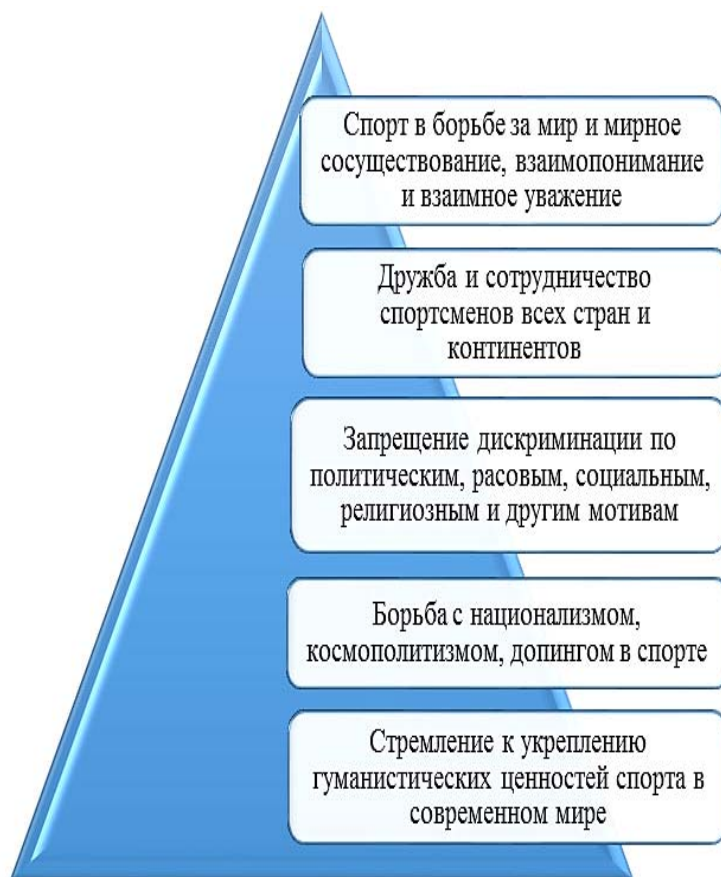 Спорт в борьбе за мир и мирное
сосуществование, взаимопонимание
и взаимное уважение
Дружба и сотрудничество
спортсменов всех стран и
континентов
Запрещение дискриминации по
политическим, расовым, социальным,
религиозным и другим мотивам
Борьба с национализмом,
космополитизмом, допингом в спорте
Стремление к укреплению
гуманистических ценностей спорта в
современном мире